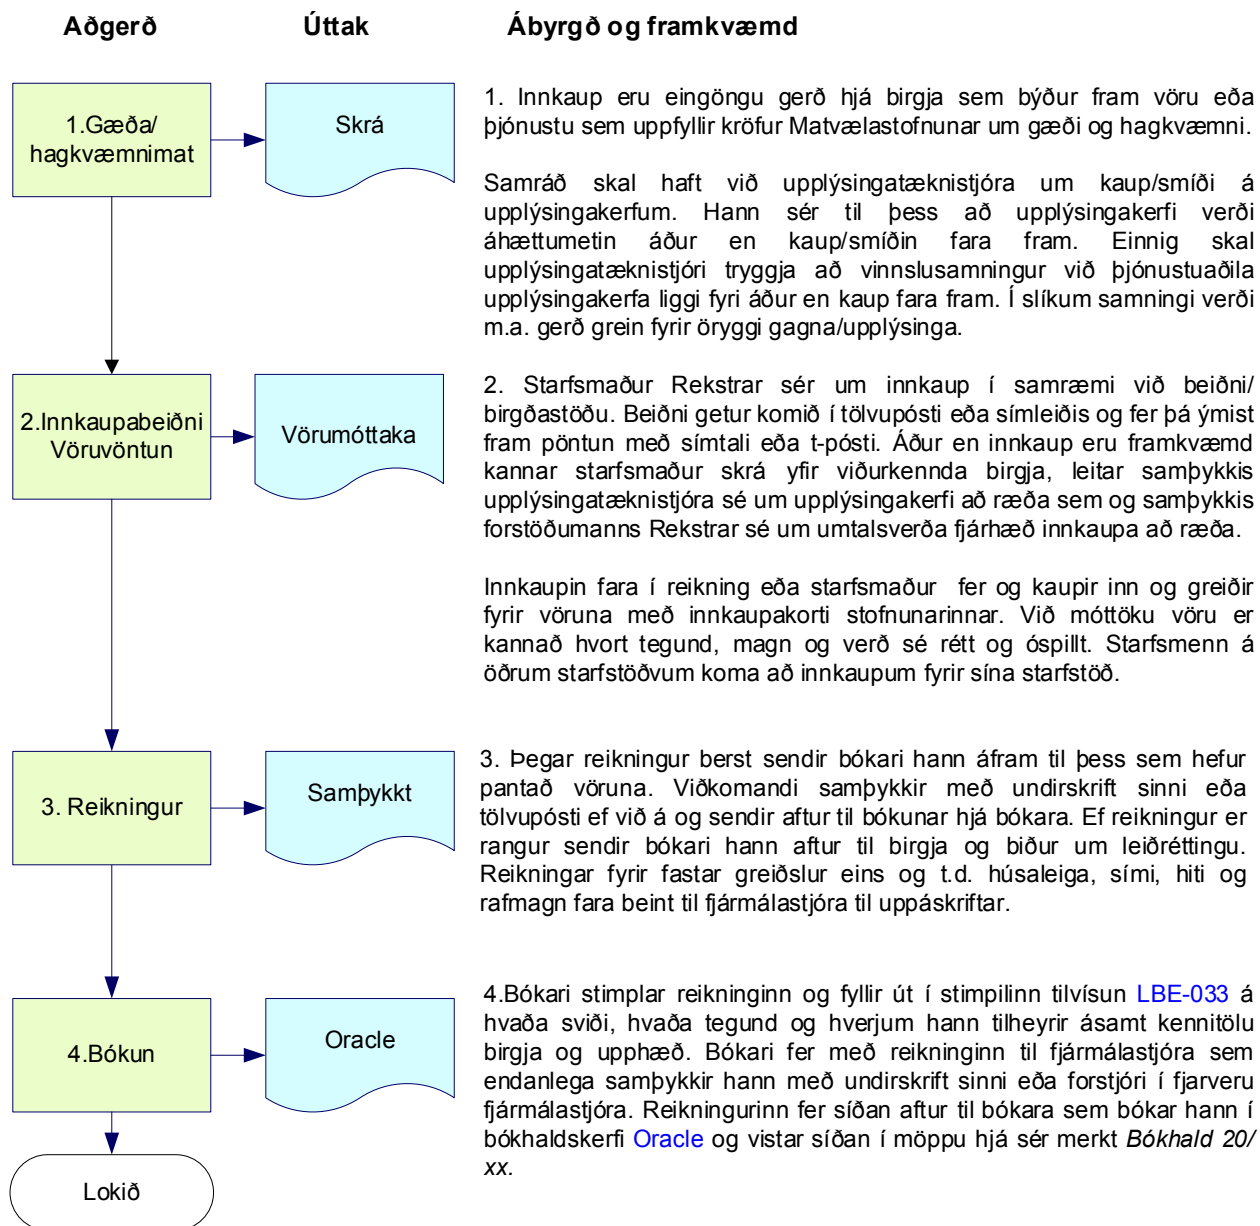 Aðgerð
Úttak
Ábyrgð og framkvæmd
1.Gæða/
hagkvæmnimat
Skrá
1. Innkaup eru eingöngu gerð hjá birgja sem býður fram vöru eða
þjónustu sem uppfyllir kröfur Matvælastofnunar um gæði og hagkvæmni.
Samráð skal haft við upplýsingatæknistjóra um kaup/smíði á
upplýsingakerfum. Hann sér til þess að upplýsingakerfi verði
áhættumetin áður en kaup/smíðin fara fram. Einnig skal
upplýsingatæknistjóri tryggja að vinnslusamningur við þjónustuaðila
upplýsingakerfa liggi fyri áður en kaup fara fram. Í slíkum samningi verði
m.a. gerð grein fyrir öryggi gagna/upplýsinga.
2.Innkaupabeiðni
Vöruvöntun
Vörumóttaka
2. Starfsmaður Rekstrar sér um innkaup í samræmi við beiðni/
birgðastöðu. Beiðni getur komið í tölvupósti eða símleiðis og fer þá ýmist
fram pöntun með símtali eða t-pósti. Áður en innkaup eru framkvæmd
kannar starfsmaður skrá yfir viðurkennda birgja, leitar samþykkis
upplýsingatæknistjóra sé um upplýsingakerfi að ræða sem og samþykkis
forstöðumanns Rekstrar sé um umtalsverða fjárhæð innkaupa að ræða.
Innkaupin fara í reikning eða starfsmaður fer og kaupir inn og greiðir
fyrir vöruna með innkaupakorti stofnunarinnar. Við móttöku vöru er
kannað hvort tegund, magn og verð sé rétt og óspillt. Starfsmenn á
öðrum starfstöðvum koma að innkaupum fyrir sína starfstöð.
3. Reikningur
Samþykkt
3. Þegar reikningur berst sendir bókari hann áfram til þess sem hefur
pantað vöruna. Viðkomandi samþykkir með undirskrift sinni eða
tölvupósti ef við á og sendir aftur til bókunar hjá bókara. Ef reikningur er
rangur sendir bókari hann aftur til birgja og biður um leiðréttingu.
Reikningar fyrir fastar greiðslur eins og t.d. húsaleiga, sími, hiti og
rafmagn fara beint til fjármálastjóra til uppáskriftar.
4.Bókun
Oracle
4.Bókari stimplar reikninginn og fyllir út í stimpilinn tilvísun LBE-033 á
hvaða sviði, hvaða tegund og hverjum hann tilheyrir ásamt kennitölu
birgja og upphæð. Bókari fer með reikninginn til fjármálastjóra sem
endanlega samþykkir hann með undirskrift sinni eða forstjóri í fjarveru
fjármálastjóra. Reikningurinn fer síðan aftur til bókara sem bókar hann í
bókhaldskerfi Oracle og vistar síðan í möppu hjá sér merkt Bókhald 20/
xx.
Lokið